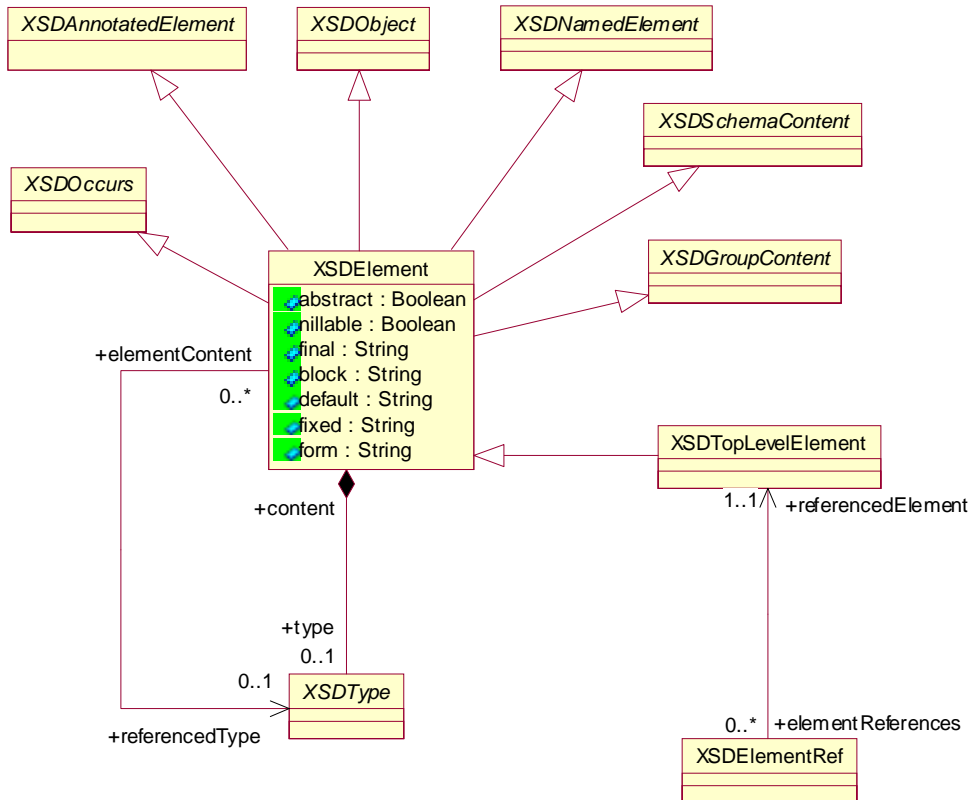 XSDAnnotatedElement
XSDObject
XSDNamedElement
XSDSchemaContent
XSDOccurs
XSDGroupContent
XSDElement
abstract : Boolean
nillable : Boolean
final : String
block : String
default : String
fixed : String
form : String
+elementContent
0..*
XSDTopLevelElement
1..1
+referencedElement
+content
+type
0..1
0..1
XSDType
+referencedType
0..*
+elementReferences
XSDElementRef